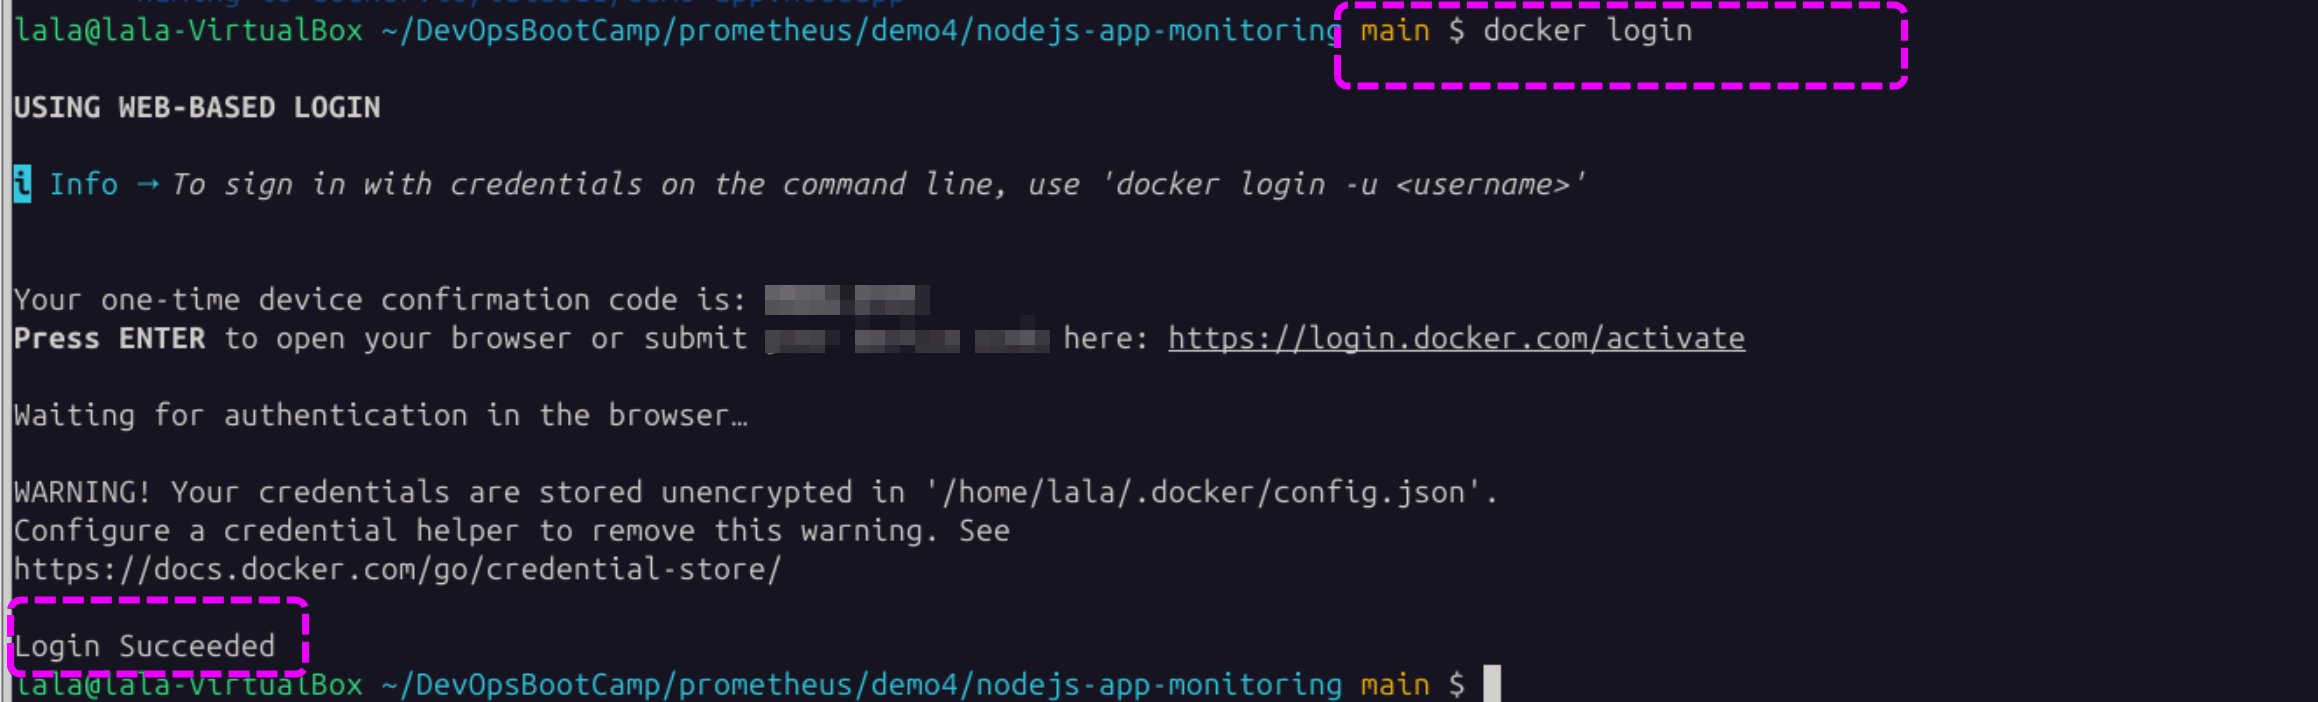 lala@lala-VirtualBox ~/DevOpsBootCamp/prometheus/demo4/nodejs-app-monitoring main $ docker login
USING WEB-BASED LOGIN
i Info → To sign in with credentials on the command line, use 'docker login -u <username>'
Your one-time device confirmation code is:
Press ENTER to open your browser or submit here: https://login.docker.com/activate
Waiting for authentication in the browser…
WARNING! Your credentials are stored unencrypted in '/home/lala/.docker/config.json'.
Configure a credential helper to remove this warning. See
https://docs.docker.com/go/credential-store/
Login Succeeded
lala@lala-VirtualBox ~/DevOpsBootCamp/prometheus/demo4/nodejs-app-monitoring main $